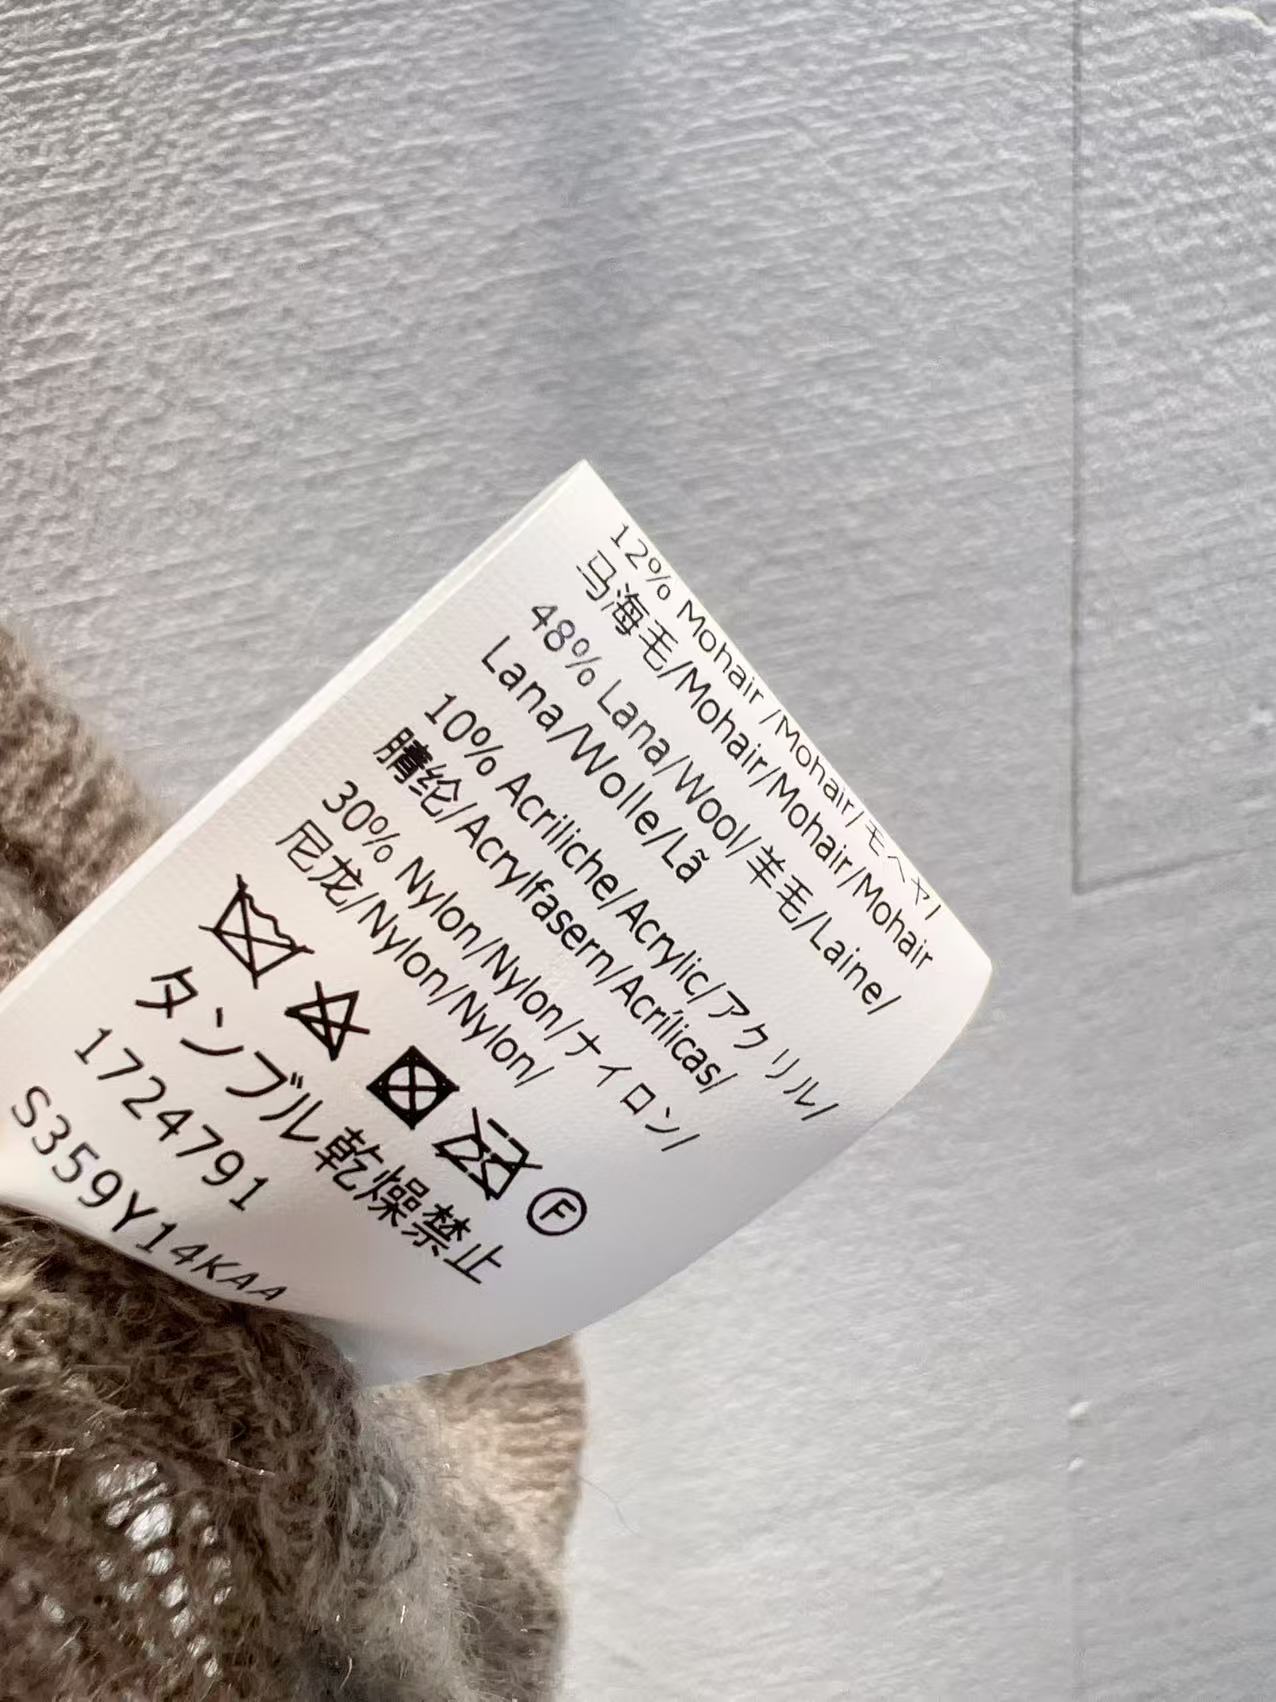 12% Mohair /Mohair/モヘヤ/
马海毛/Mohair/Mohair/Mohair
48% Lana/Wool/羊毛/Laine/
Lana/Wolle/Lã
10% Acriliche/Acrylic/アクリル/
腈纶/Acrylfasern/Acrílicas/
30% Nylon/Nylon/ナイロン/
尼龙/Nylon/Nylon/
F
タンブル乾燥禁止
1724791
S359Y14KAA